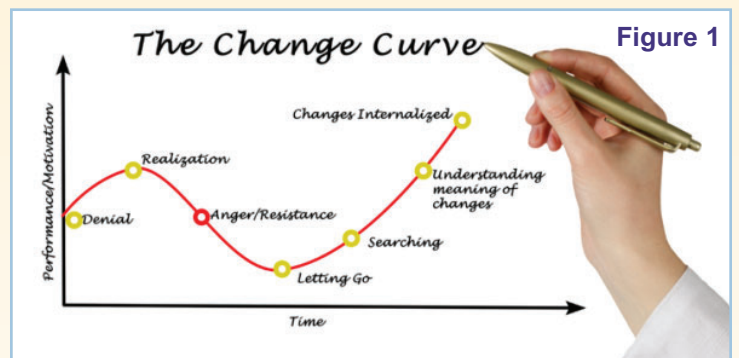 The Change Curve
Figure 1
Performance/Motivation
Changes Internalized
Realization
Understanding
meaning of
changes
Denial
Anger/Resistance
Searching
Letting Go
Time